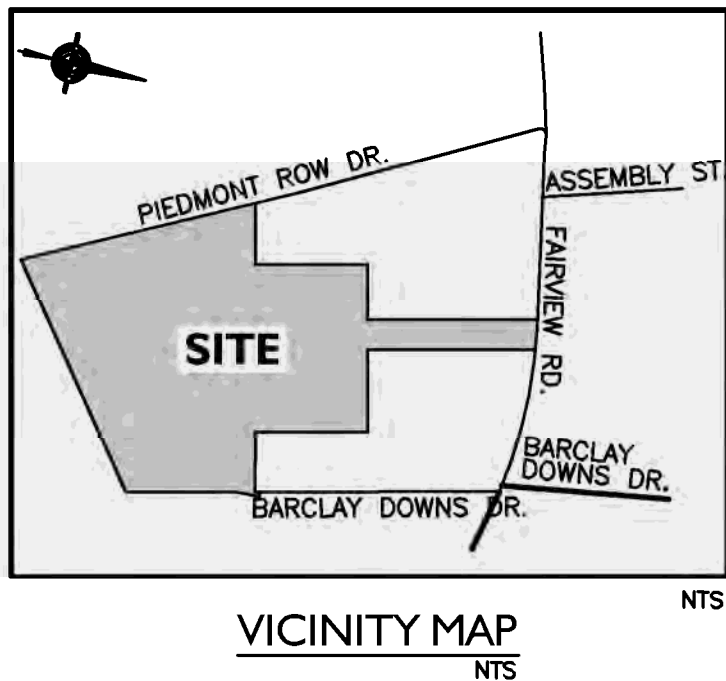 PIEDMONT ROW DR.
ASSEMBLY ST.
FAIRVIEW RD.
SITE
BARCLAY
DOWNS DR.
BARCLAY DOWNS DR.
NTS
VICINITY MAP
NTS